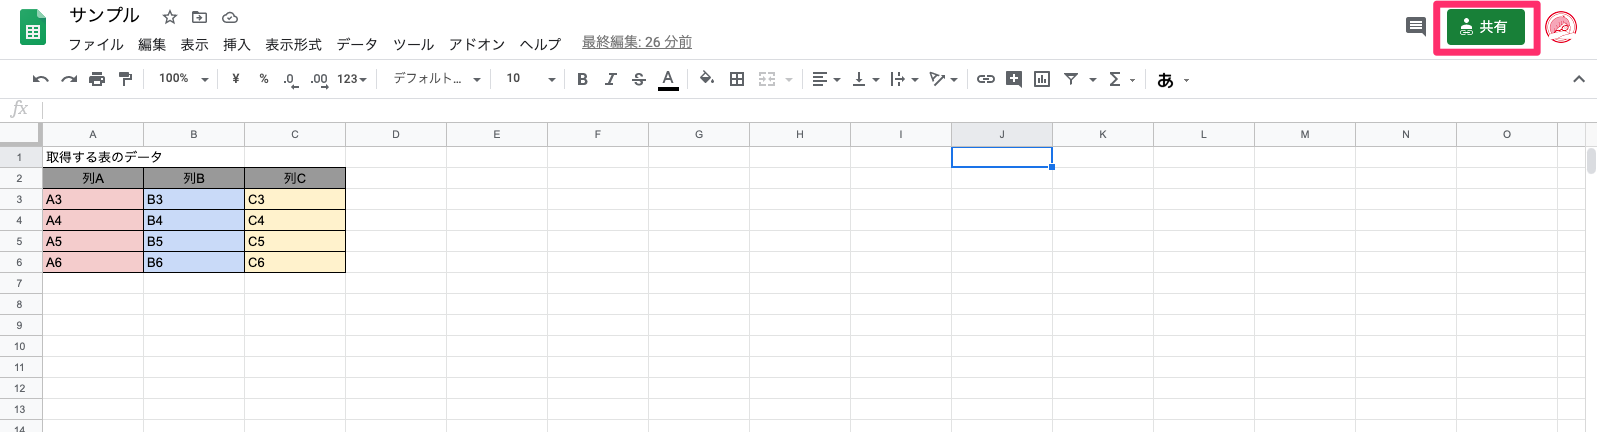 サンプル
ファイル 編集 表示 挿入 表示形式 データ ツール アドオン ヘルプ 最終編集: 26 分前
共有
100% ¥ % .0 .00 123 デフォルト... 10 B I S A Σ あ
fx
A B C D E F G H I J K L M N O
1 取得する表のデータ
2 列A 列B 列C
3 A3 B3 C3
4 A4 B4 C4
5 A5 B5 C5
6 A6 B6 C6
7
8
9
10
11
12
13
14